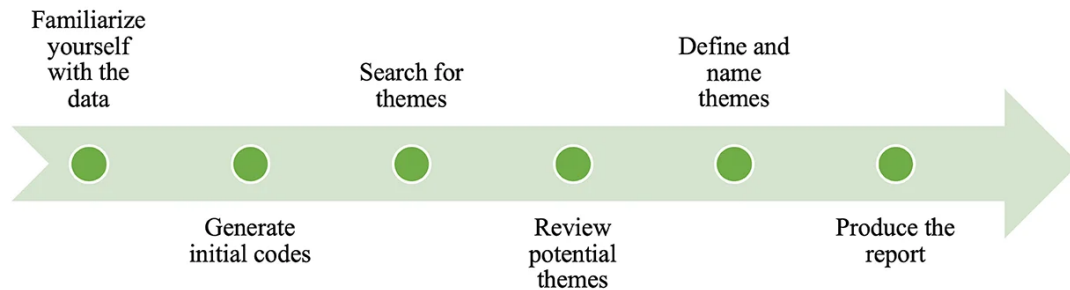 Familiarize
yourself
with the
data
Generate
initial codes
Search for
themes
Review
potential
themes
Define and
name
themes
Produce the
report